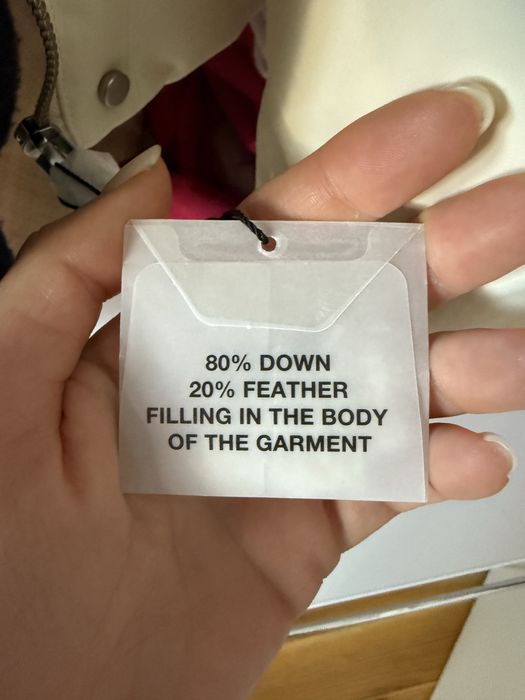 80% DOWN
20% FEATHER
FILLING IN THE BODY
OF THE GARMENT